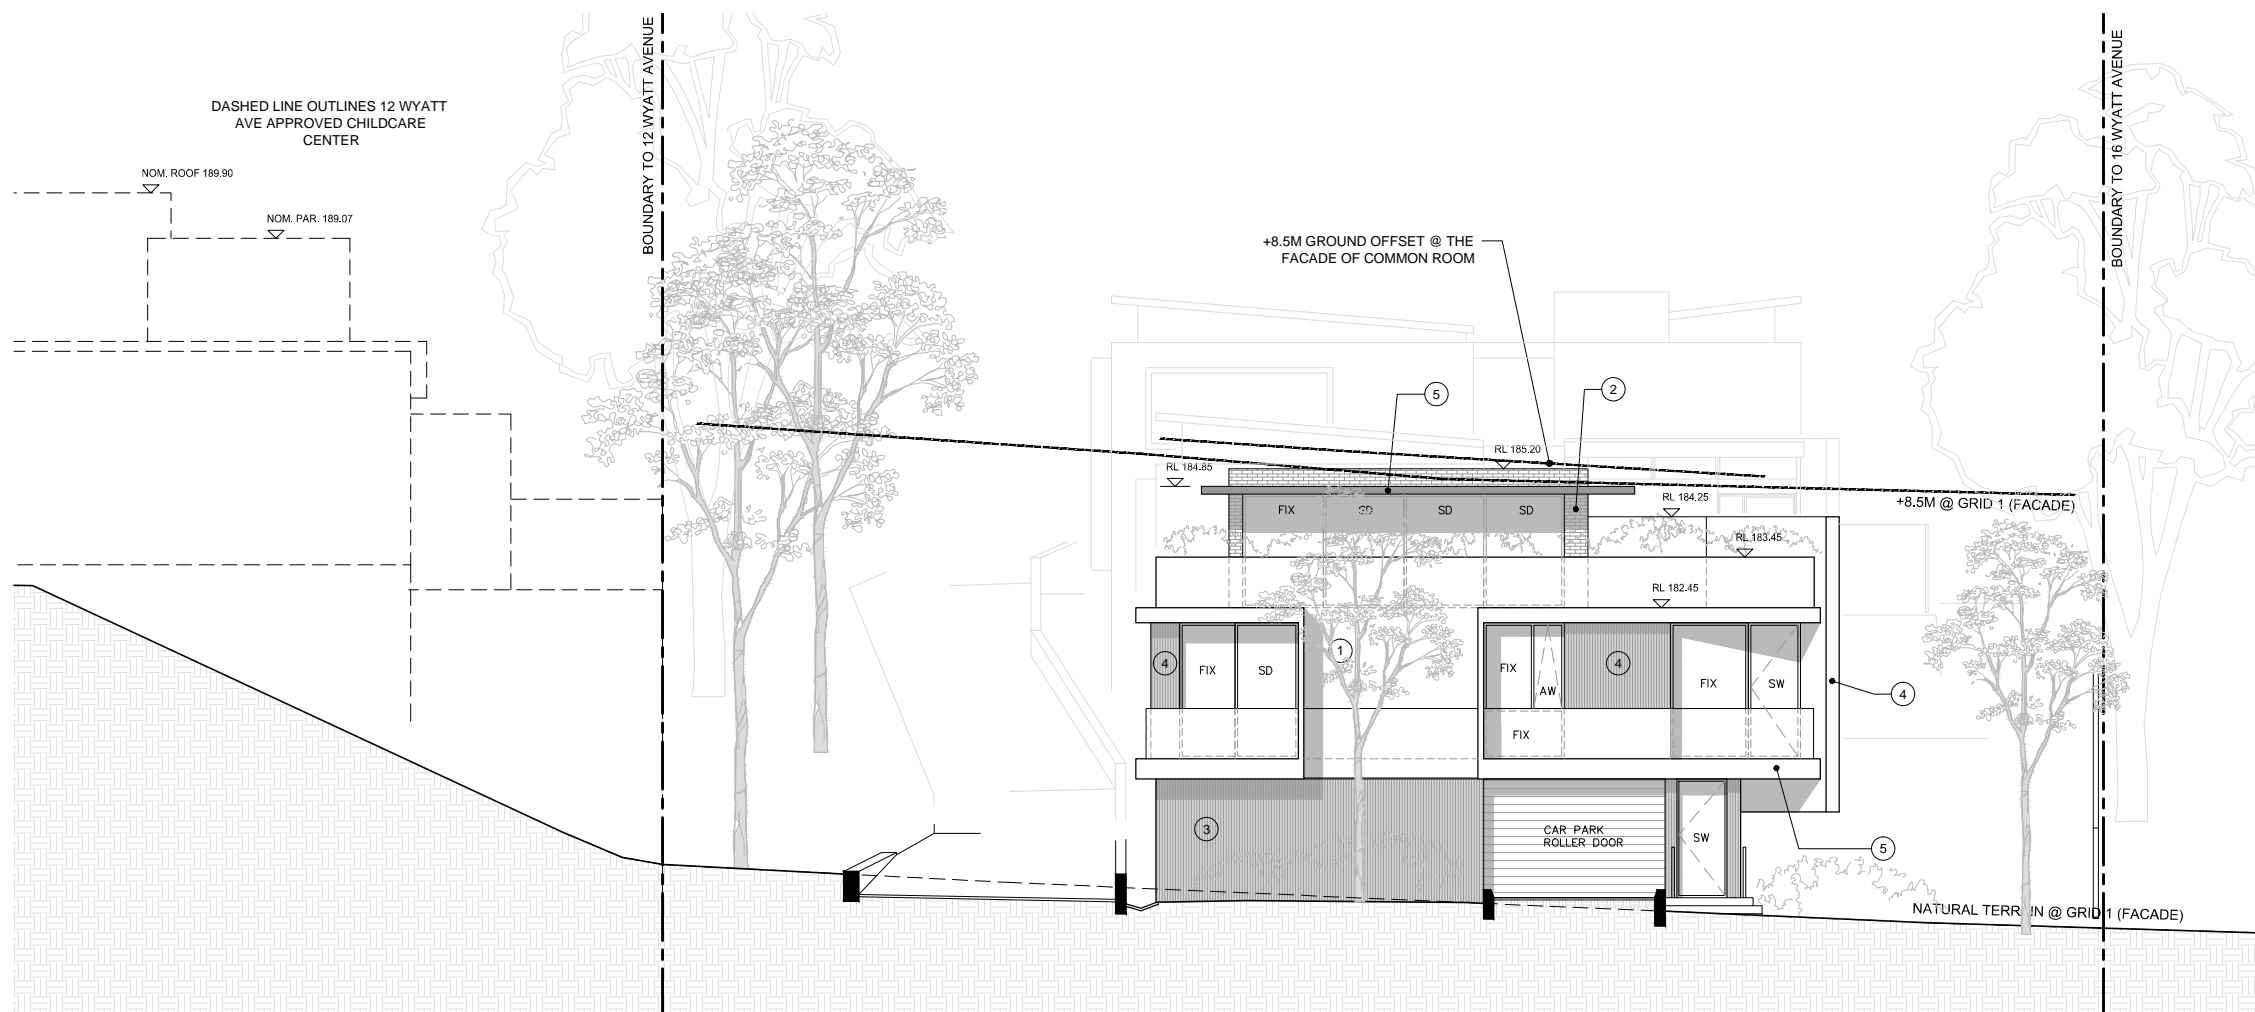 DASHED LINE OUTLINES 12 WYATT
AVE APPROVED CHILDCARE
CENTER
NOM. ROOF 189.90
NOM. PAR. 189.07
BOUNDARY TO 12 WYATT AVENUE
BOUNDARY TO 16 WYATT AVENUE
+8.5M GROUND OFFSET @ THE
FACADE OF COMMON ROOM
5
2
RL 185.20
RL 184.85
RL 184.25
+8.5M @ GRID 1 (FACADE)
FIX
SD
SD
SD
RL 183.45
RL 182.45
1
4
FIX
SD
FIX
AW
4
FIX
SW
4
FIX
3
CAR PARK
ROLLER DOOR
SW
5
NATURAL TERRAIN @ GRID 1 (FACADE)